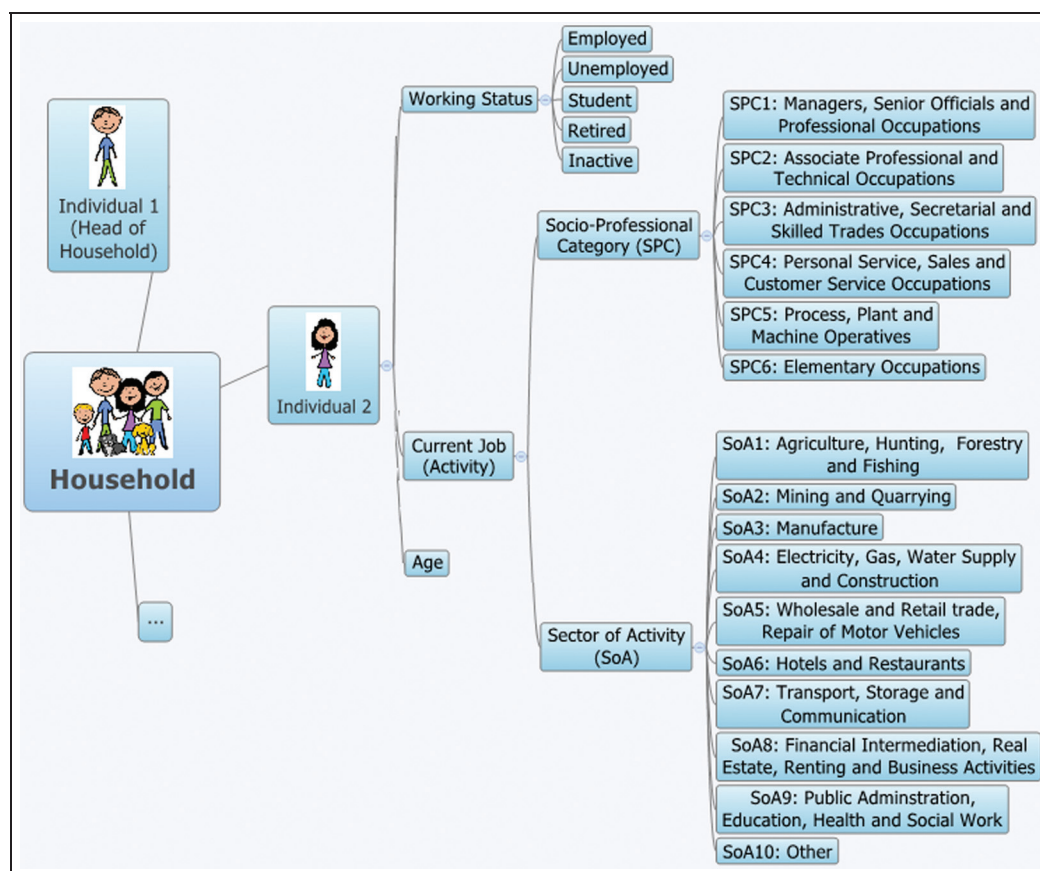 Individual 1
(Head of
Household)
Household
...
Individual 2
Working Status
Employed
Unemployed
Student
Retired
Inactive
Current Job
(Activity)
Age
Socio-Professional
Category (SPC)
SPC1: Managers, Senior Officials and
Professional Occupations
SPC2: Associate Professional and
Technical Occupations
SPC3: Administrative, Secretarial and
Skilled Trades Occupations
SPC4: Personal Service, Sales and
Customer Service Occupations
SPC5: Process, Plant and
Machine Operatives
SPC6: Elementary Occupations
Sector of Activity
(SoA)
SoA1: Agriculture, Hunting, Forestry
and Fishing
SoA2: Mining and Quarrying
SoA3: Manufacture
SoA4: Electricity, Gas, Water Supply
and Construction
SoA5: Wholesale and Retail trade,
Repair of Motor Vehicles
SoA6: Hotels and Restaurants
SoA7: Transport, Storage and
Communication
SoA8: Financial Intermediation, Real
Estate, Renting and Business Activities
SoA9: Public Adminstration,
Education, Health and Social Work
SoA10: Other